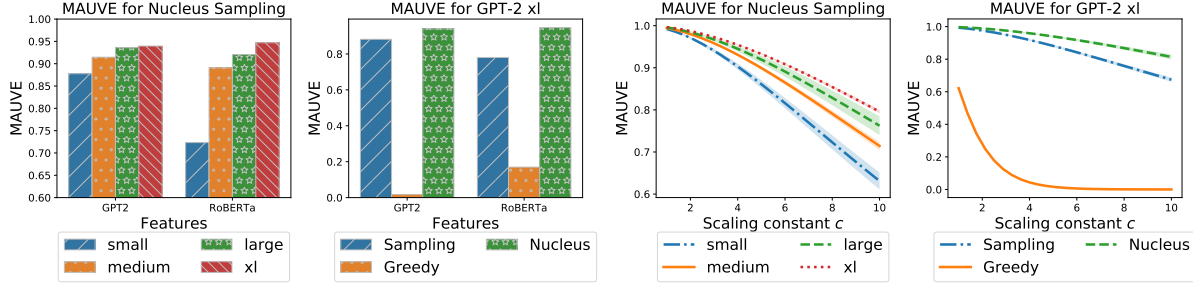 MAUVE for Nucleus Sampling
1.00
0.95
0.90
0.85
0.80
0.75
0.70
0.65
0.60
MAUVE
GPT2
RoBERTa
Features
small
medium
large
xl
MAUVE for GPT-2 xl
0.8
0.6
0.4
0.2
0.0
MAUVE
GPT2
RoBERTa
Features
Sampling
Greedy
Nucleus
MAUVE for Nucleus Sampling
1.0
0.9
0.8
0.7
0.6
MAUVE
2 4 6 8 10
Scaling constant c
small
medium
large
xl
MAUVE for GPT-2 xl
1.0
0.8
0.6
0.4
0.2
0.0
MAUVE
2 4 6 8 10
Scaling constant c
Sampling
Greedy
Nucleus